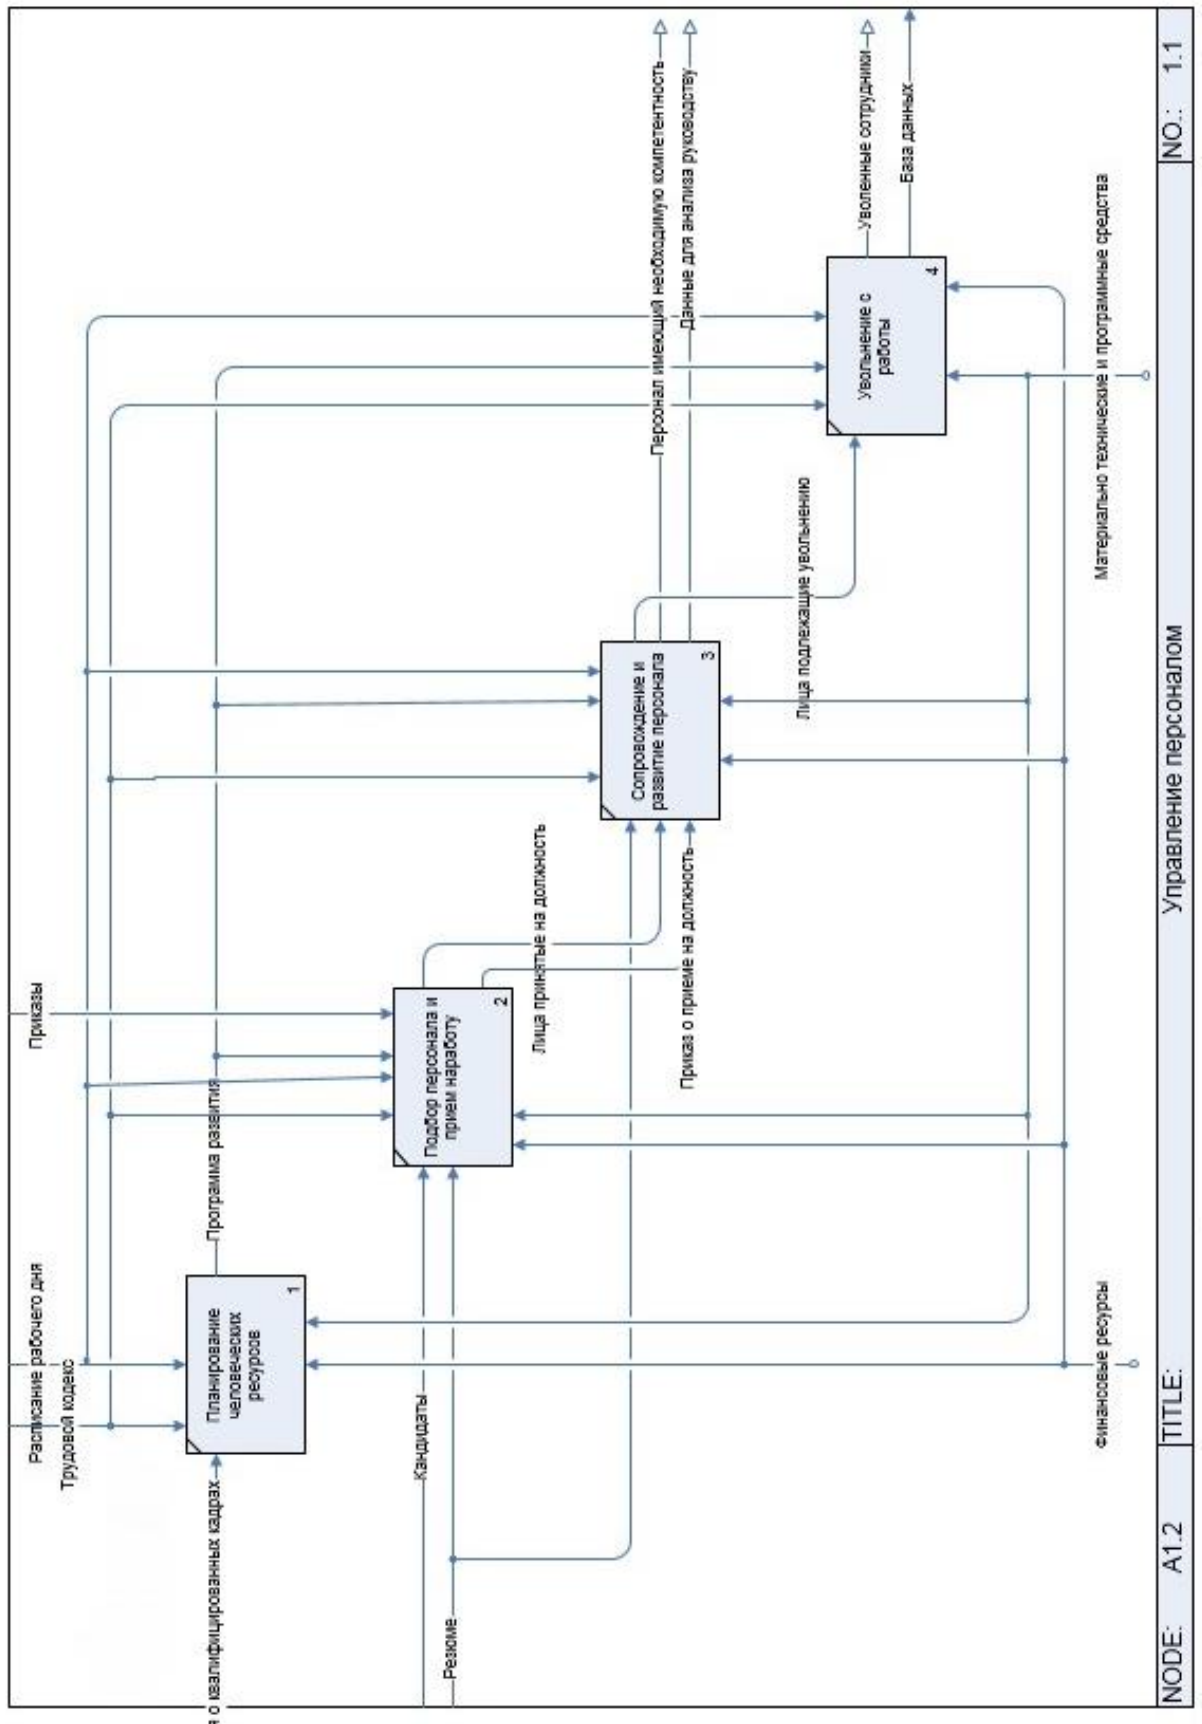 Приказы
Расписание рабочего дня
Трудовой кодекс
о квалифицированных кадрах
Планирование
человеческих
ресурсов
1
Программа развития
Кандидаты
Резюме
Подбор персонала и
прием наработу
2
Лица принятые на должность
Приказ о приеме на должность
Сопровождение и
развитие персонала
3
Персонал имеющий необходимую компетентность
Данные для анализа руководству
Лица подлежащие увольнению
Увольнение с
работы
4
Уволенные сотрудники
База данных
Финансовые ресурсы
Материально технические и программные средства
NODE: A1.2
TITLE: Управление персоналом
NO.: 1.1